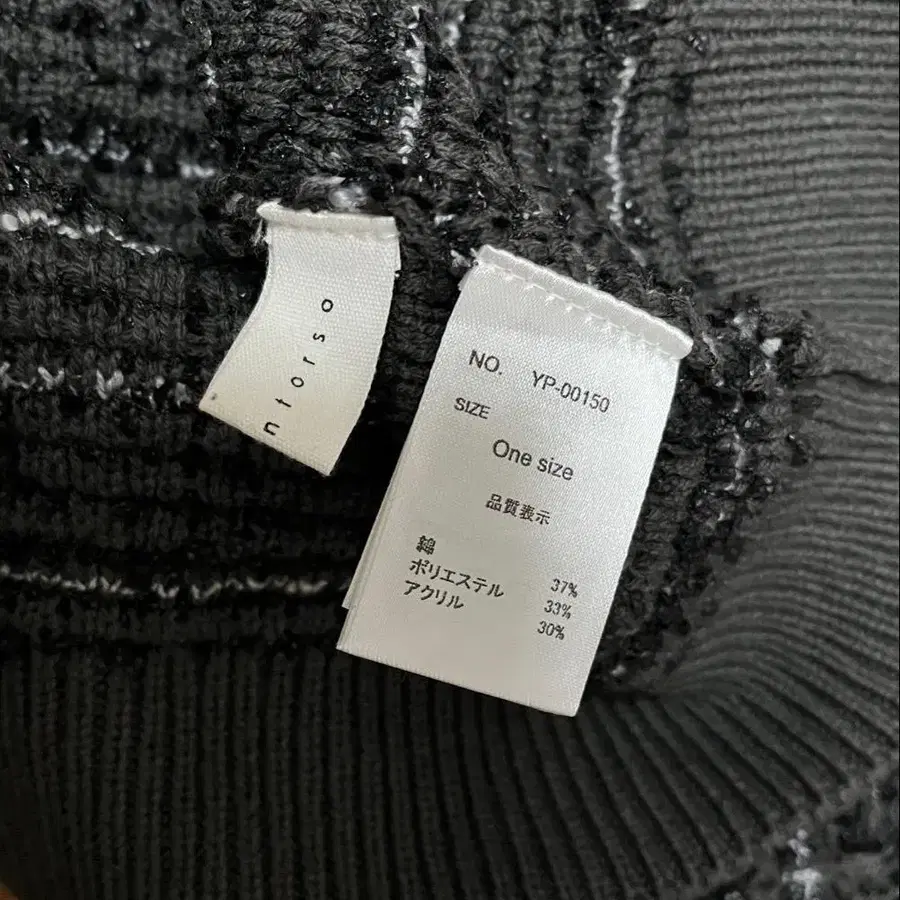 ntorso
NO. YP-00150
SIZE
One size
品質表示
綿 37%
ポリエステル 33%
アクリル 30%